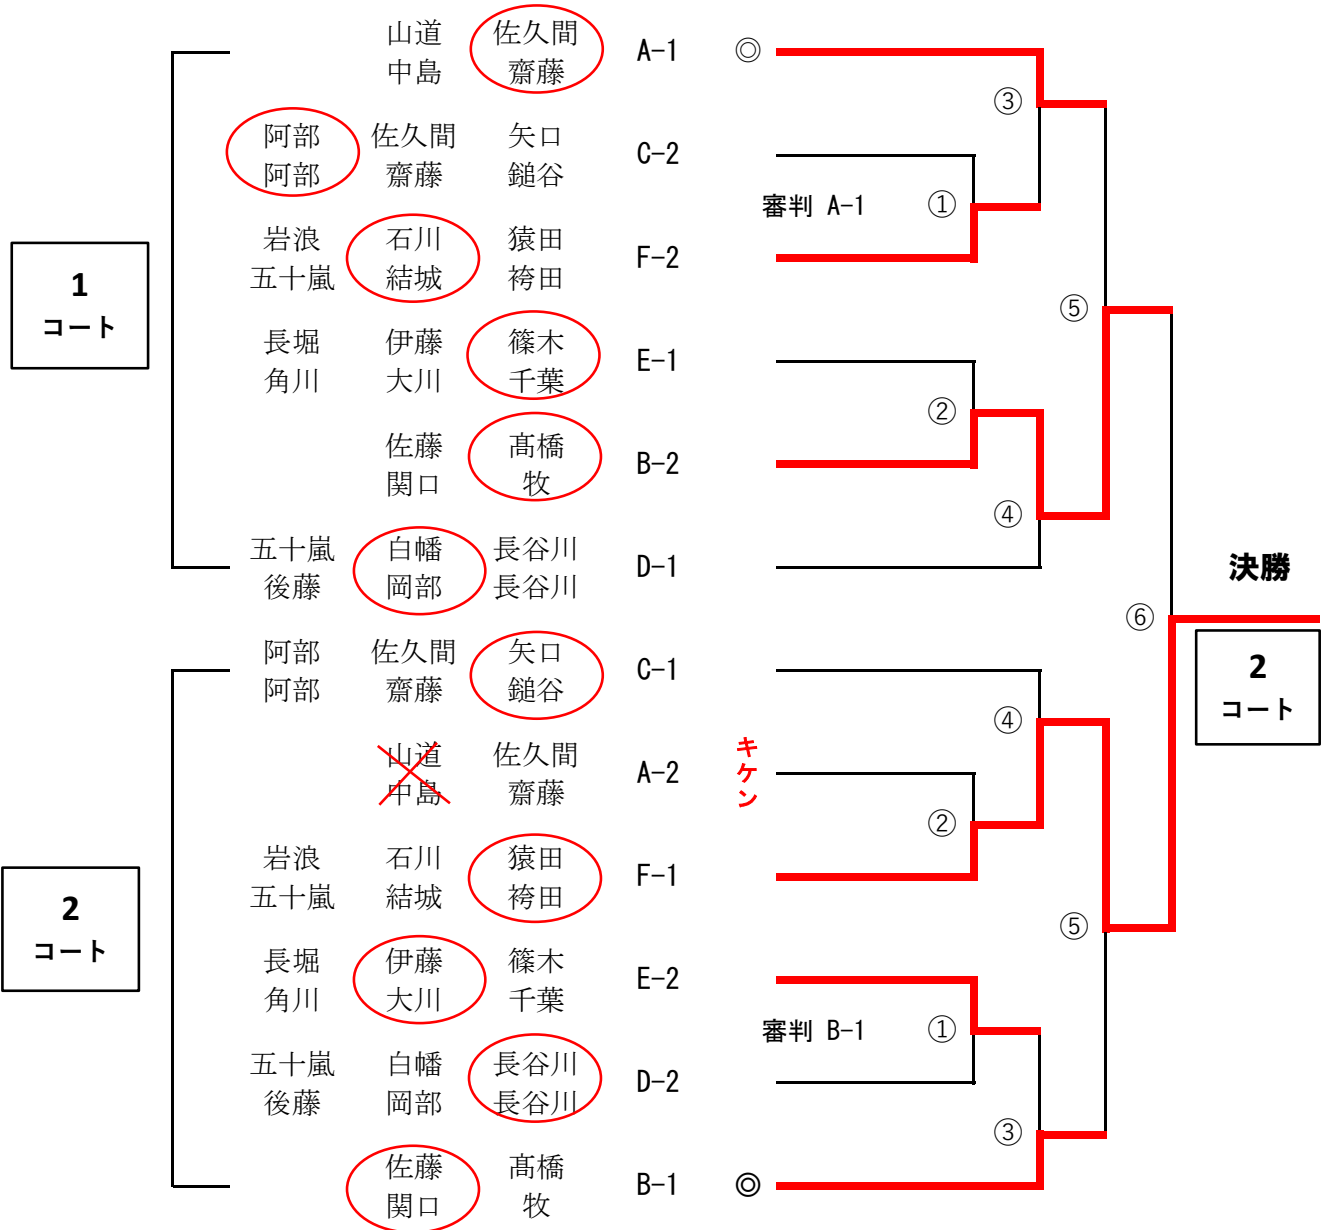 山道 佐久間 A-1 ◎
中島 齋藤
③
阿部 佐久間 矢口 C-2
阿部 齋藤 鎚谷
審判 A-1 ①
岩浪 石川 猿田 F-2
五十嵐 結城 袴田
1
コート
⑤
長堀 伊藤 篠木 E-1
角川 大川 千葉
②
佐藤 髙橋 B-2
関口 牧
④
五十嵐 白幡 長谷川 D-1
後藤 岡部 長谷川
決勝
⑥
2
コート
阿部 佐久間 矢口 C-1
阿部 齋藤 鎚谷
④
山道 佐久間 A-2 キケン
中島 齋藤
②
岩浪 石川 猿田 F-1
五十嵐 結城 袴田
2
コート
⑤
長堀 伊藤 篠木 E-2
角川 大川 千葉
審判 B-1 ①
五十嵐 白幡 長谷川 D-2
後藤 岡部 長谷川
③
佐藤 髙橋 B-1 ◎
関口 牧